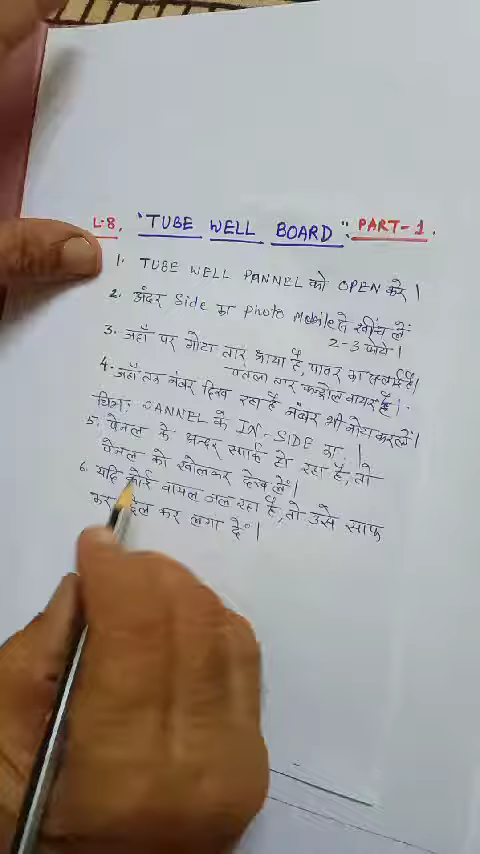 L:8. "TUBE WELL BOARD": PART-1.
1. TUBE WELL PANNEL को OPEN करें।
2. अंदर Side का Photo Mobile से खींच लें
2-3 फोटो।
3. जहाँ पर मोटा तार आया है, पावर का सप्लाई है।
पतला तार कन्ट्रोल वायर है।
4. जहाँ तक नंबर दिख रहा है नंबर भी नोट करलें।
चित्र: PANNEL के IN-SIDE का।
5. पैनल के अन्दर स्पार्क हो रहा है, तो
पैनल को खोलकर देख लें।
6. यदि कोई वायर जल रहा है, तो उसे साफ
कर कर लगा दें।